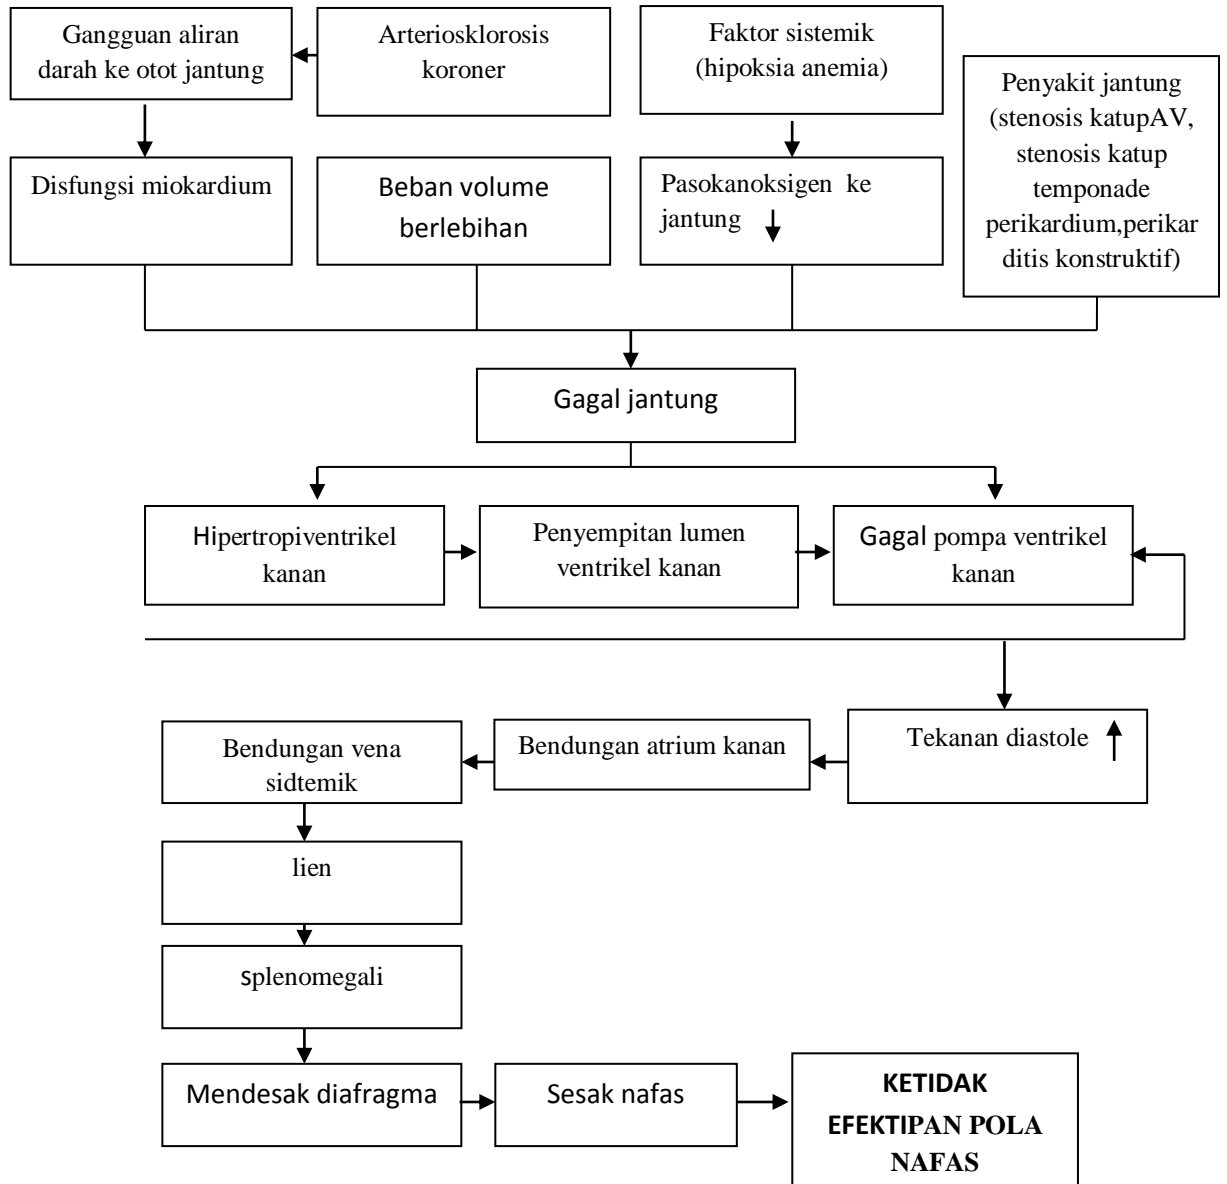 Gangguan aliran
darah ke otot jantung
Arteriosklorosis
koroner
Faktor sistemik
(hipoksia anemia)
Penyakit jantung
(stenosis katupAV,
stenosis katup
temponade
perikardium,perikar
ditis konstruktif)
Disfungsi miokardium
Beban volume
berlebihan
Pasokanoksigen ke
jantung
Gagal jantung
Hipertropiventrikel
kanan
Penyempitan lumen
ventrikel kanan
Gagal pompa ventrikel
kanan
Tekanan diastole
Bendungan atrium kanan
Bendungan vena
sidtemik
lien
splenomegali
Mendesak diafragma
Sesak nafas
KETIDAK
EFEKTIPAN POLA
NAFAS